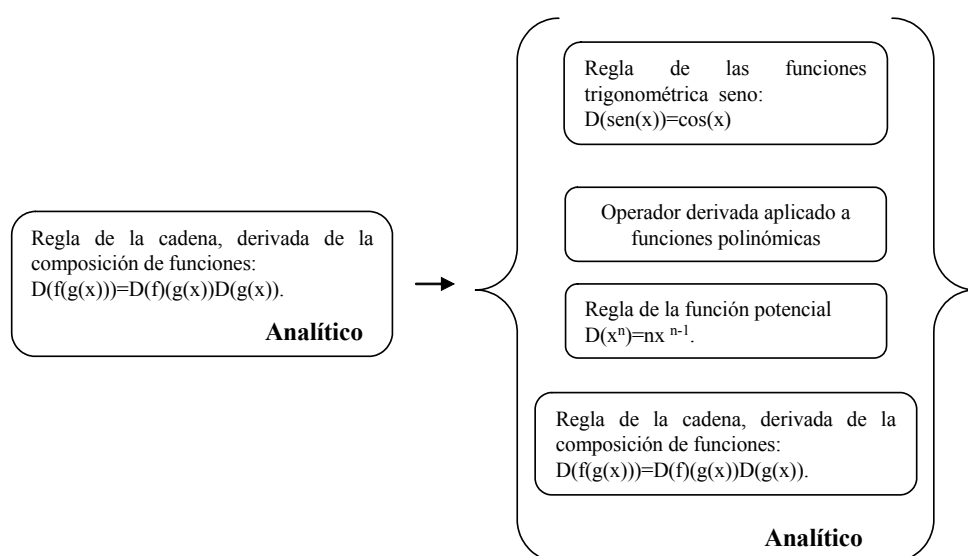 Regla de la cadena, derivada de la
composición de funciones:
D(f(g(x)))=D(f)(g(x))D(g(x)).
Analítico
Regla de las funciones
trigonométrica seno:
D(sen(x))=cos(x)
Operador derivada aplicado a
funciones polinómicas
Regla de la función potencial
D(xⁿ)=nx ⁿ⁻¹.
Regla de la cadena, derivada de la
composición de funciones:
D(f(g(x)))=D(f)(g(x))D(g(x)).
Analítico